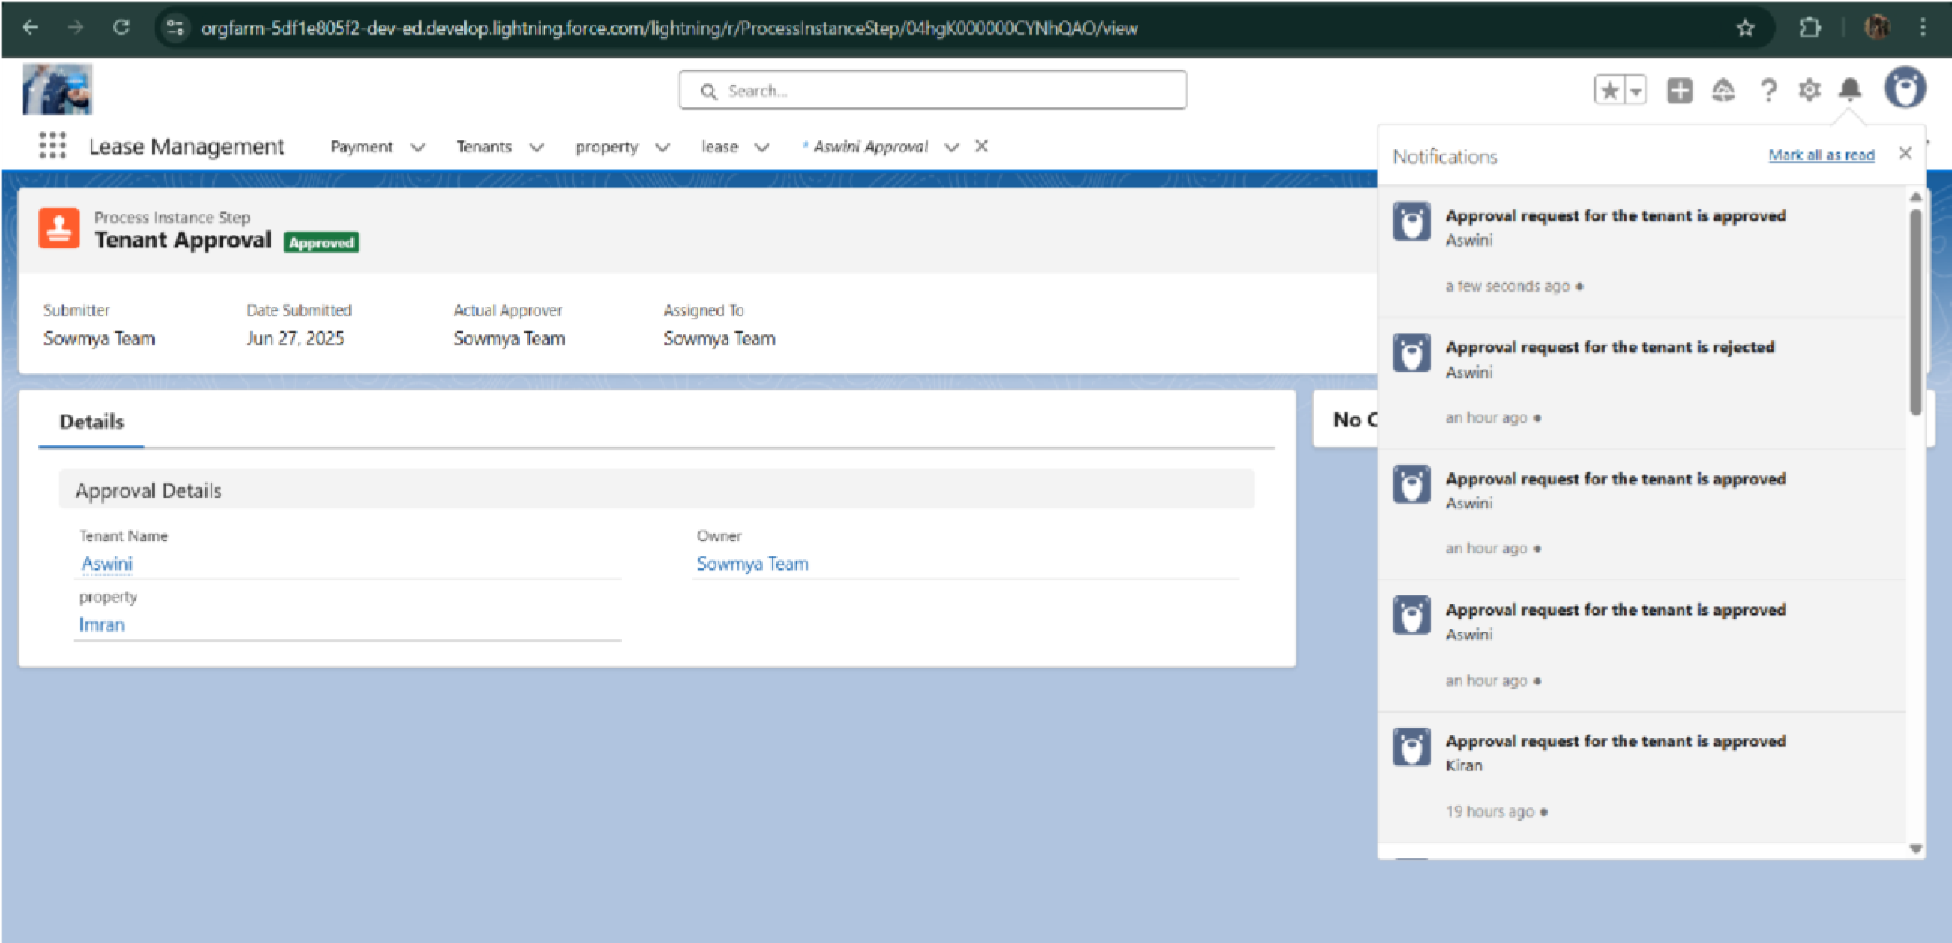 orgfarm-5df1e805f2-dev-ed.develop.lightning.force.com/lightning/r/ProcessInstanceStep/04hgK000000CYNhQAO/view
Search...
Lease Management
Payment
Tenants
property
lease
* Aswini Approval
Process Instance Step
Tenant Approval
Approved
Submitter
Date Submitted
Actual Approver
Assigned To
Sowmya Team
Jun 27, 2025
Sowmya Team
Sowmya Team
Details
Approval Details
Tenant Name
Owner
Aswini
Sowmya Team
property
Imran
No
Notifications
Mark all as read
Approval request for the tenant is approved
Aswini
a few seconds ago
Approval request for the tenant is rejected
Aswini
an hour ago
Approval request for the tenant is approved
Aswini
an hour ago
Approval request for the tenant is approved
Aswini
an hour ago
Approval request for the tenant is approved
Kiran
19 hours ago